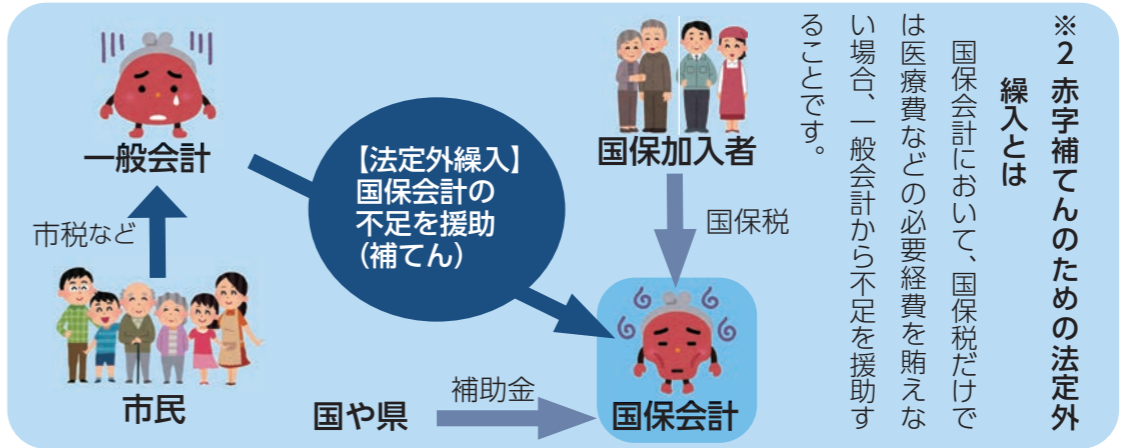 ※2 赤字補てんのための法定外
繰入とは
国保会計において、国保税だけで
は医療費などの必要経費を賄えな
い場合、一般会計から不足を援助す
ることです。
一般会計
【法定外繰入】
国保会計の
不足を援助
（補てん）
国保加入者
市税など
国保税
市民
国や県
補助金
国保会計